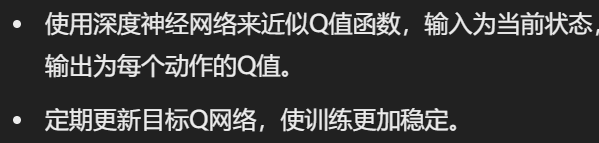 • 使用深度神经网络来近似Q值函数，输入为当前状态，
输出为每个动作的Q值。
• 定期更新目标Q网络，使训练更加稳定。